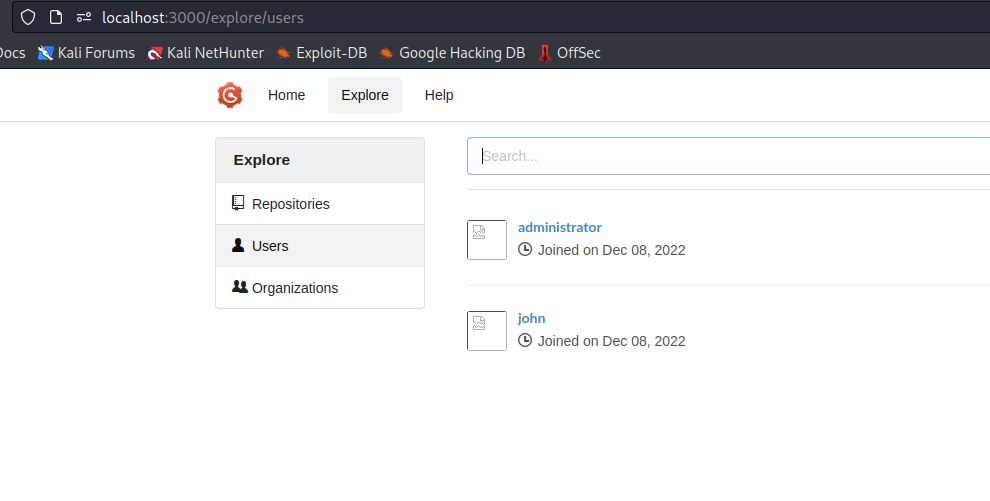 localhost:3000/explore/users
Docs Kali Forums Kali NetHunter Exploit-DB Google Hacking DB OffSec
Home Explore Help
Explore
Search...
Repositories
Users
Organizations
administrator
Joined on Dec 08, 2022
john
Joined on Dec 08, 2022